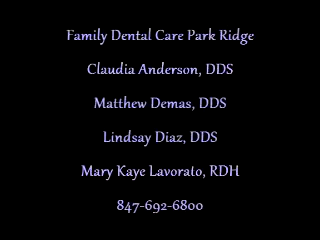 Family Dental Care Park Ridge
Claudia Anderson, DDS
Matthew Demas, DDS
Lindsay Diaz, DDS
Mary Kaye Lavorato, RDH
847-692-6800